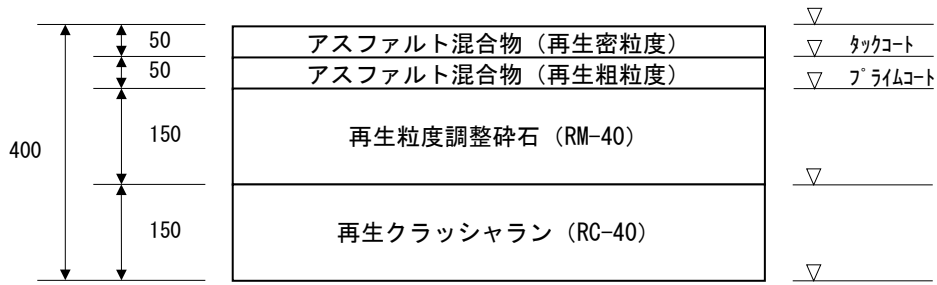 50
アスファルト混合物（再生密粒度）
ﾀｯｸｺｰﾄ
50
アスファルト混合物（再生粗粒度）
ﾌﾟﾗｲﾑｺｰﾄ
400
150
再生粒度調整砕石（RM-40）
150
再生クラッシャラン（RC-40）